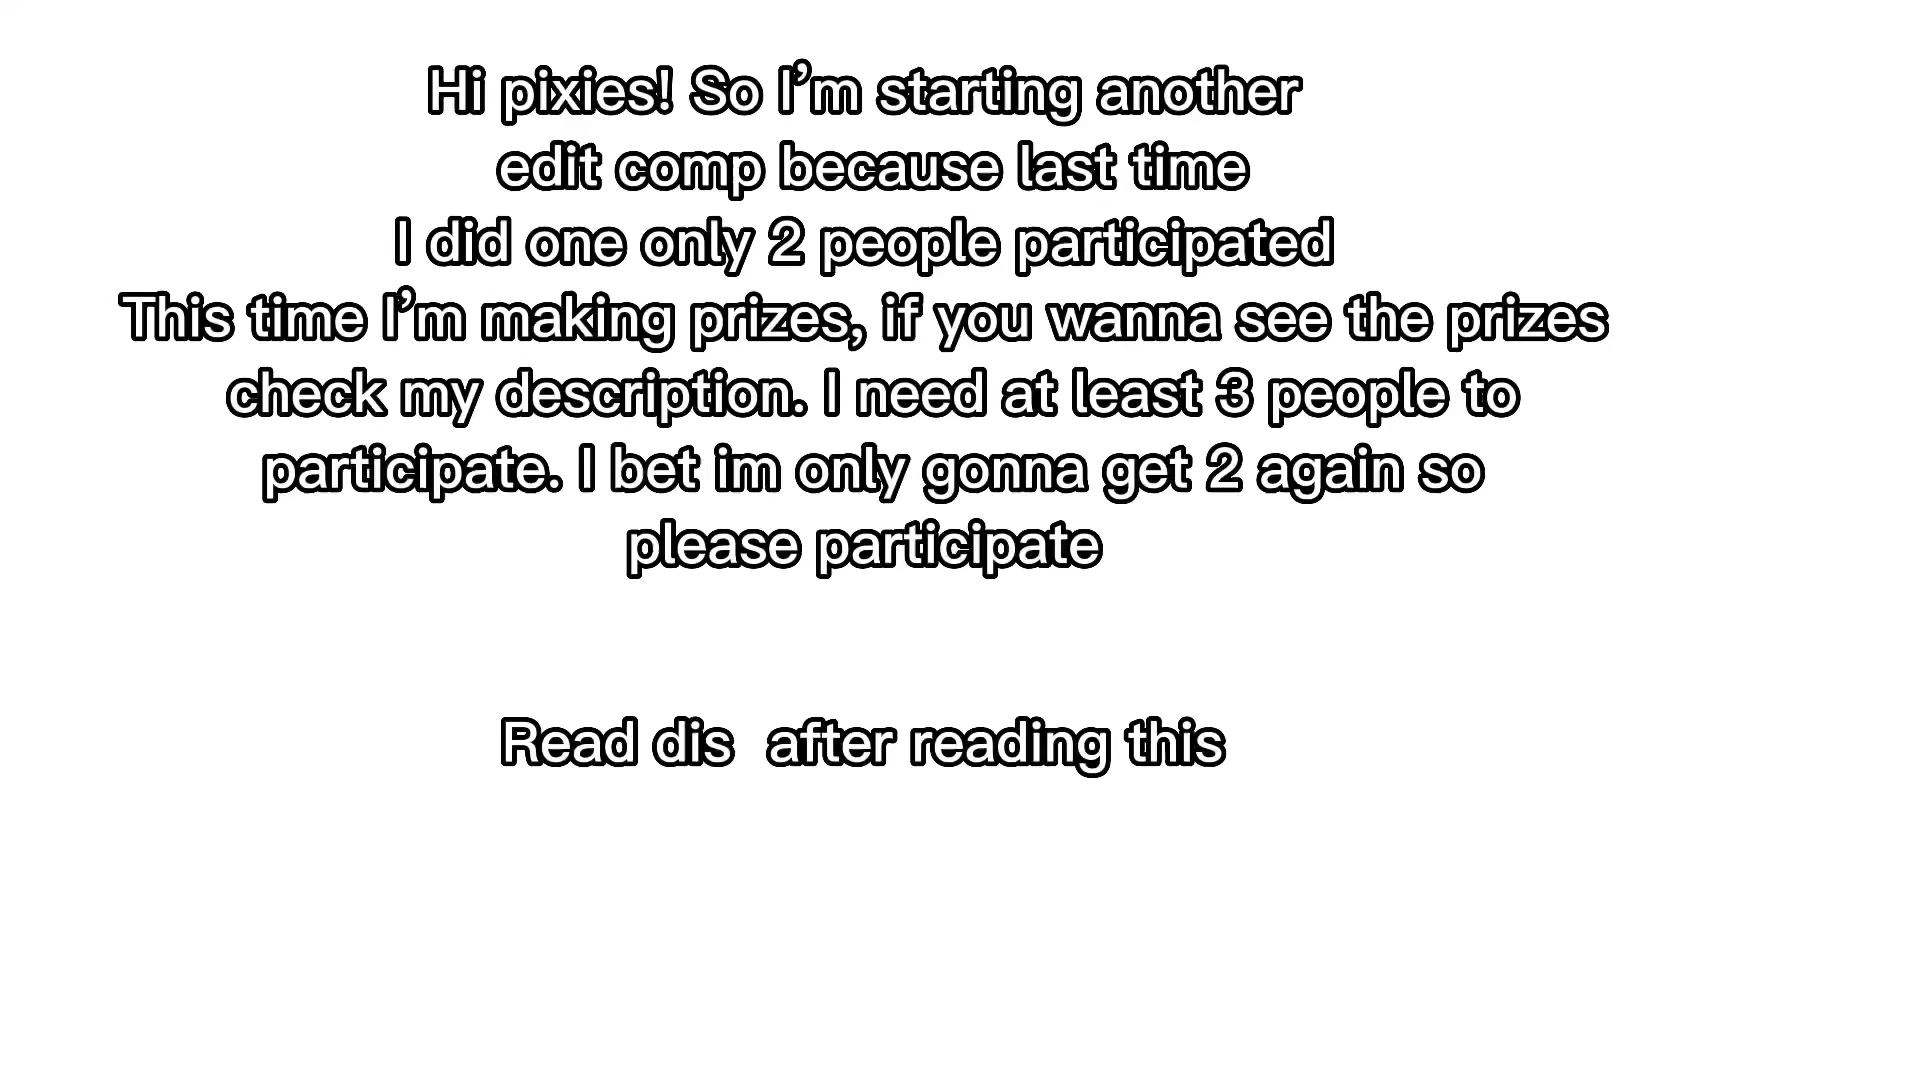 Hi pixies! So I’m starting another
edit comp because last time
I did one only 2 people participated
This time I’m making prizes, if you wanna see the prizes
check my description. I need at least 3 people to
participate. I bet im only gonna get 2 again so
please participate
Read dis  after reading this